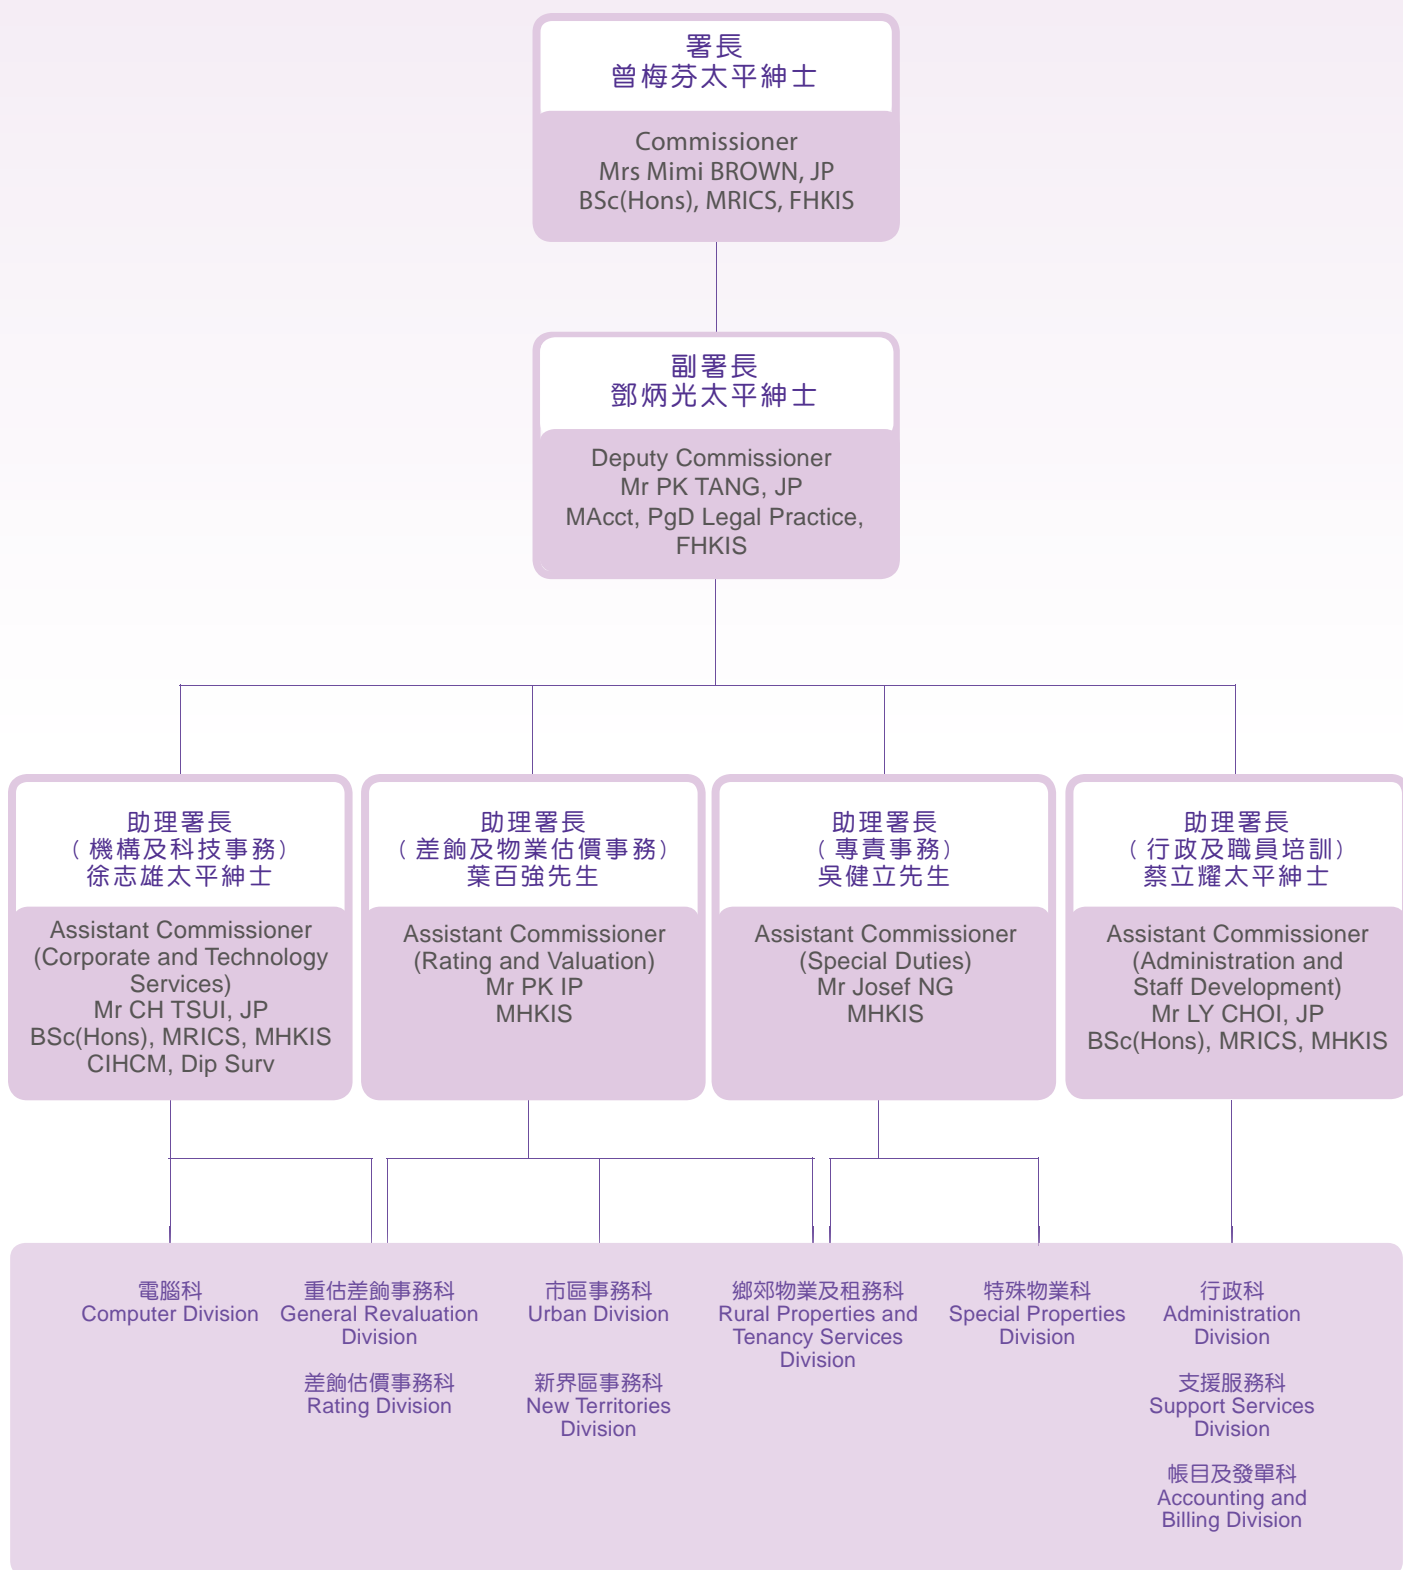 署長
曾梅芬太平紳士
Commissioner
Mrs Mimi BROWN, JP
BSc(Hons), MRICS, FHKIS
副署長
鄧炳光太平紳士
Deputy Commissioner
Mr PK TANG, JP
MAcct, PgD Legal Practice,
FHKIS
助理署長
（機構及科技事務）
徐志雄太平紳士
Assistant Commissioner
(Corporate and Technology
Services)
Mr CH TSUI, JP
BSc(Hons), MRICS, MHKIS
CIHCM, Dip Surv
助理署長
（差餉及物業估價事務）
葉百強先生
Assistant Commissioner
(Rating and Valuation)
Mr PK IP
MHKIS
助理署長
（專責事務）
吳健立先生
Assistant Commissioner
(Special Duties)
Mr Josef NG
MHKIS
助理署長
（行政及職員培訓）
蔡立耀太平紳士
Assistant Commissioner
(Administration and
Staff Development)
Mr LY CHOI, JP
BSc(Hons), MRICS, MHKIS
電腦科
Computer Division
重估差餉事務科
General Revaluation
Division
差餉估價事務科
Rating Division
市區事務科
Urban Division
新界區事務科
New Territories
Division
鄉郊物業及租務科
Rural Properties and
Tenancy Services
Division
特殊物業科
Special Properties
Division
行政科
Administration
Division
支援服務科
Support Services
Division
帳目及發單科
Accounting and
Billing Division